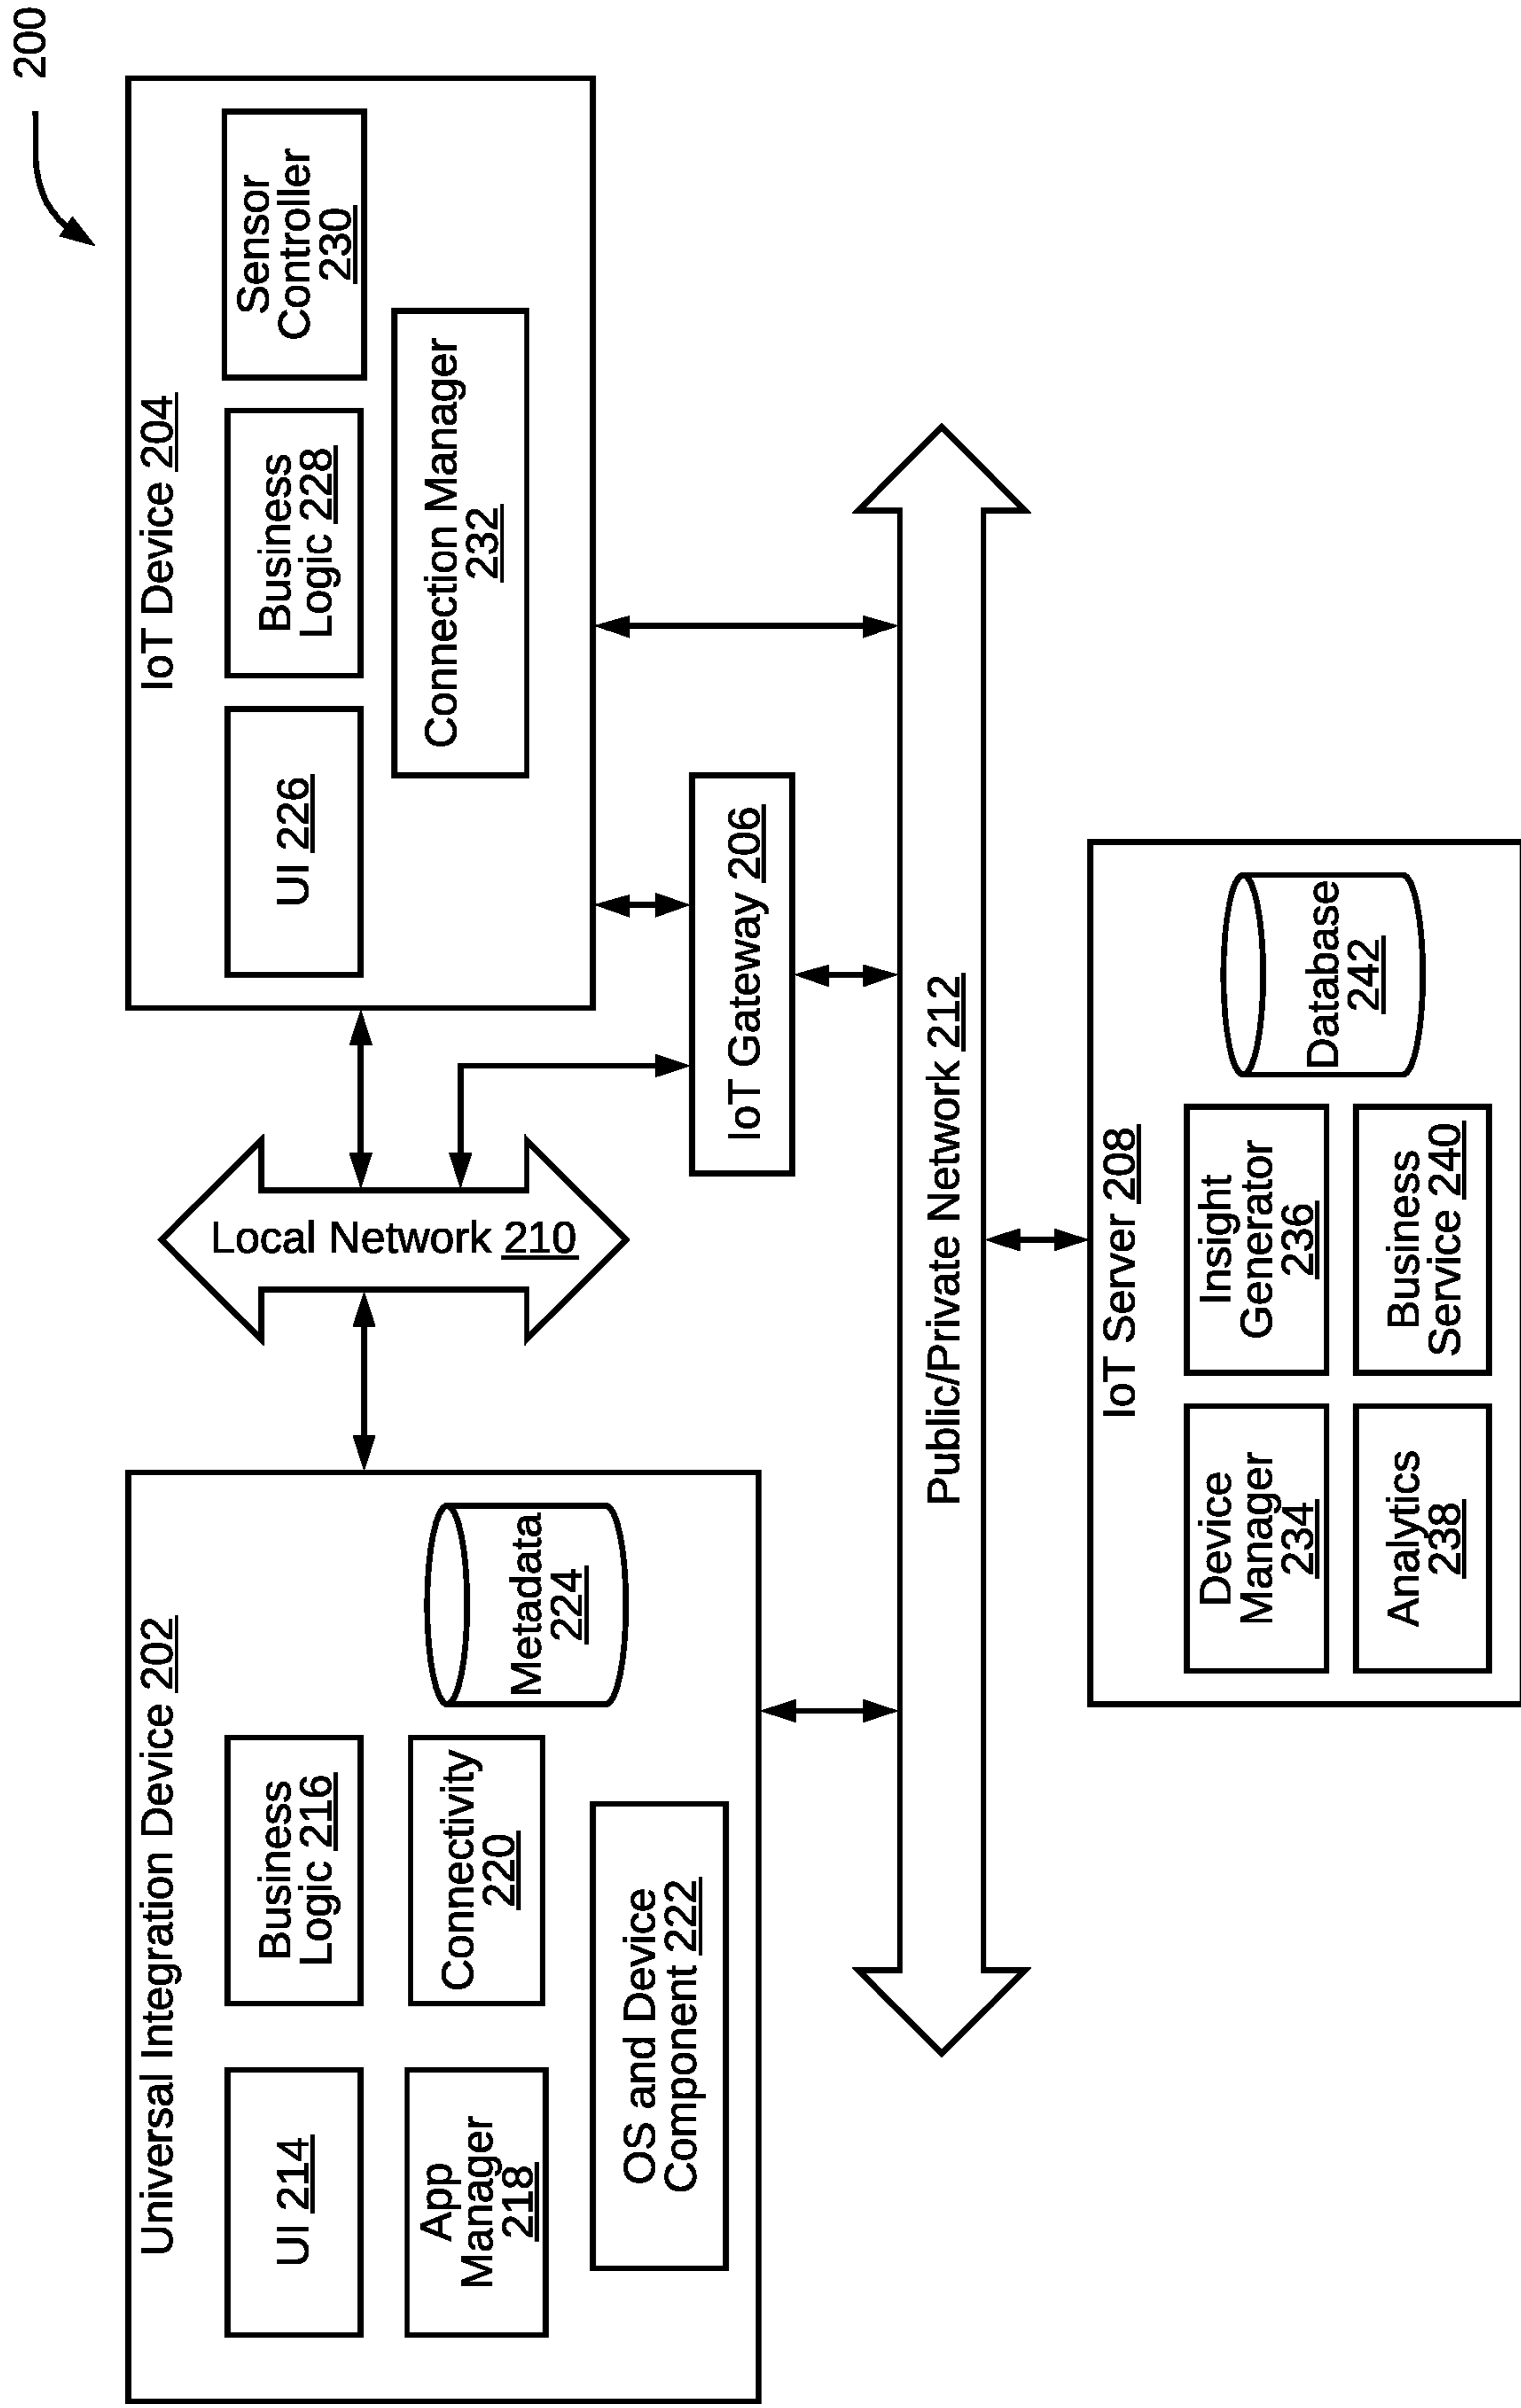 200
Universal Integration Device 202
UI 214
Business
Logic 216
App
Manager
218
Connectivity
220
Metadata
224
OS and Device
Component 222
Local Network 210
IoT Device 204
UI 226
Business
Logic 228
Sensor
Controller
230
Connection Manager
232
IoT Gateway 206
Public/Private Network 212
IoT Server 208
Device
Manager
234
Insight
Generator
236
Analytics
238
Business
Service 240
Database
242